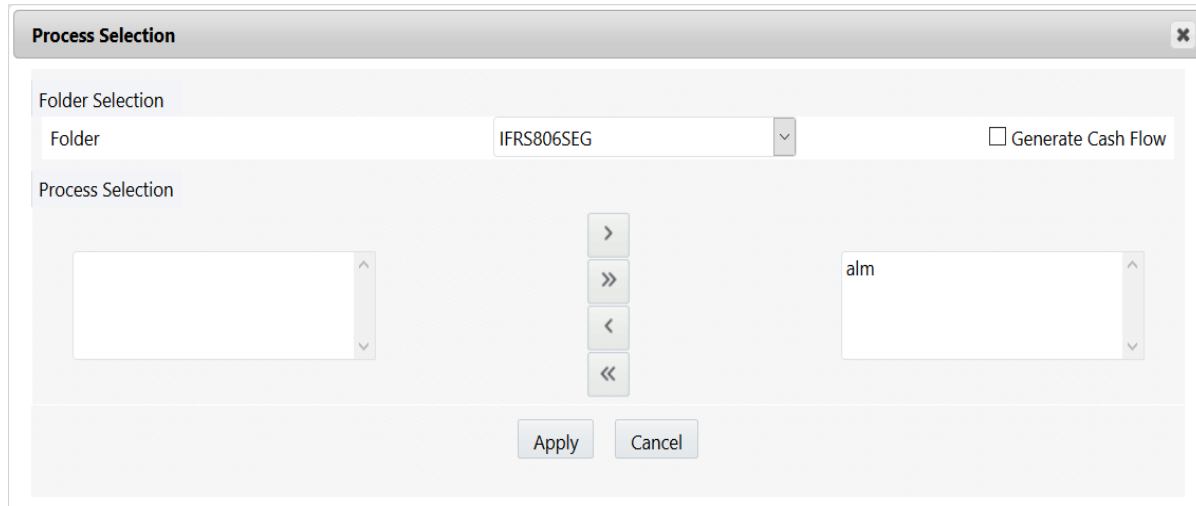 Process Selection
Folder Selection
Folder IFRS806SEG Generate Cash Flow
Process Selection
alm
Apply Cancel